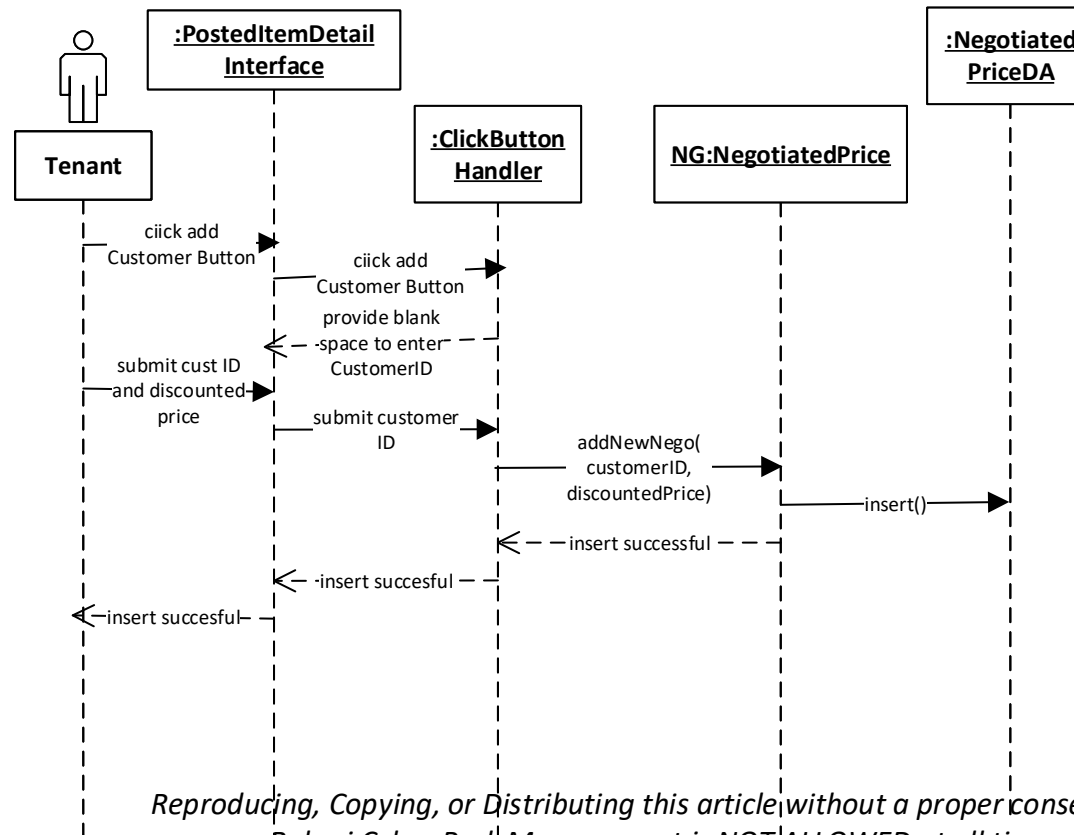 :PostedItemDetail
Interface
:Negotiated
PriceDA
:ClickButton
Handler
NG:NegotiatedPrice
Tenant
ciick add
Customer Button
ciick add
Customer Button
provide blank
space to enter
CustomerID
submit cust ID
and discounted
price
submit customer
ID
addNewNego(
customerID,
discountedPrice)
insert()
insert successful
insert succesful
insert succesful
Reproducing, Copying, or Distributing this article without a proper conse